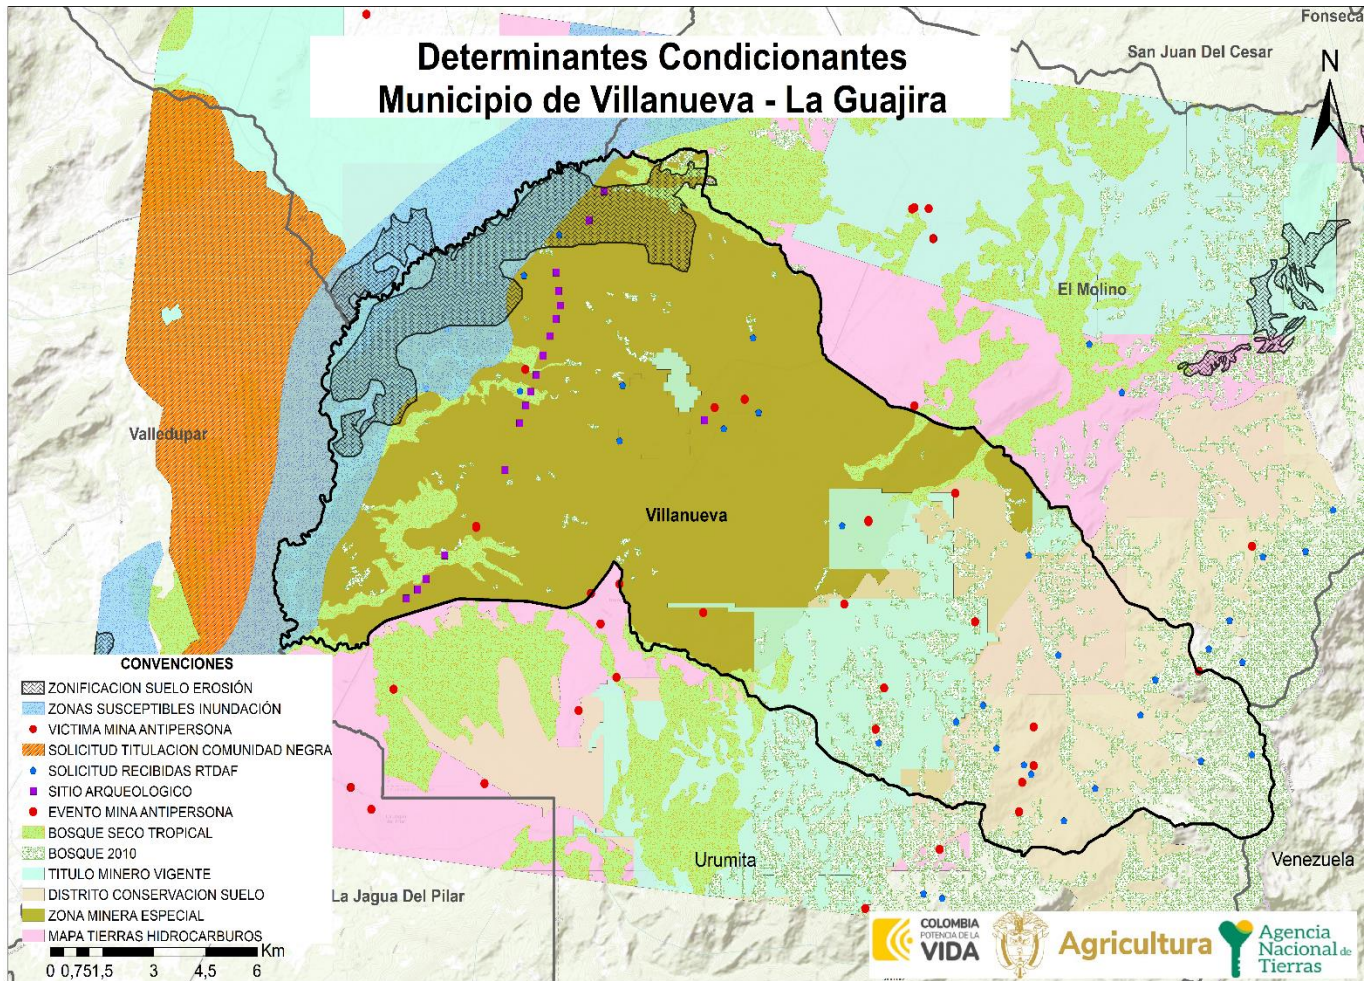 Fonseca
Determinantes Condicionantes
Municipio de Villanueva - La Guajira
San Juan Del Cesar
N
El Molino
Valledupar
Villanueva
Urumita
Venezuela
La Jagua Del Pilar
CONVENCIONES
ZONIFICACION SUELO EROSIÓN
ZONAS SUSCEPTIBLES INUNDACIÓN
VICTIMA MINA ANTIPERSONA
SOLICITUD TITULACION COMUNIDAD NEGRA
SOLICITUD RECIBIDAS RTDAF
SITIO ARQUEOLOGICO
EVENTO MINA ANTIPERSONA
BOSQUE SECO TROPICAL
BOSQUE 2010
TITULO MINERO VIGENTE
DISTRITO CONSERVACION SUELO
ZONA MINERA ESPECIAL
MAPA TIERRAS HIDROCARBUROS
Km
0 0,751,5 3 4,5 6
COLOMBIA
POTENCIA DE LA
VIDA
Agricultura
Agencia
Nacional de
Tierras